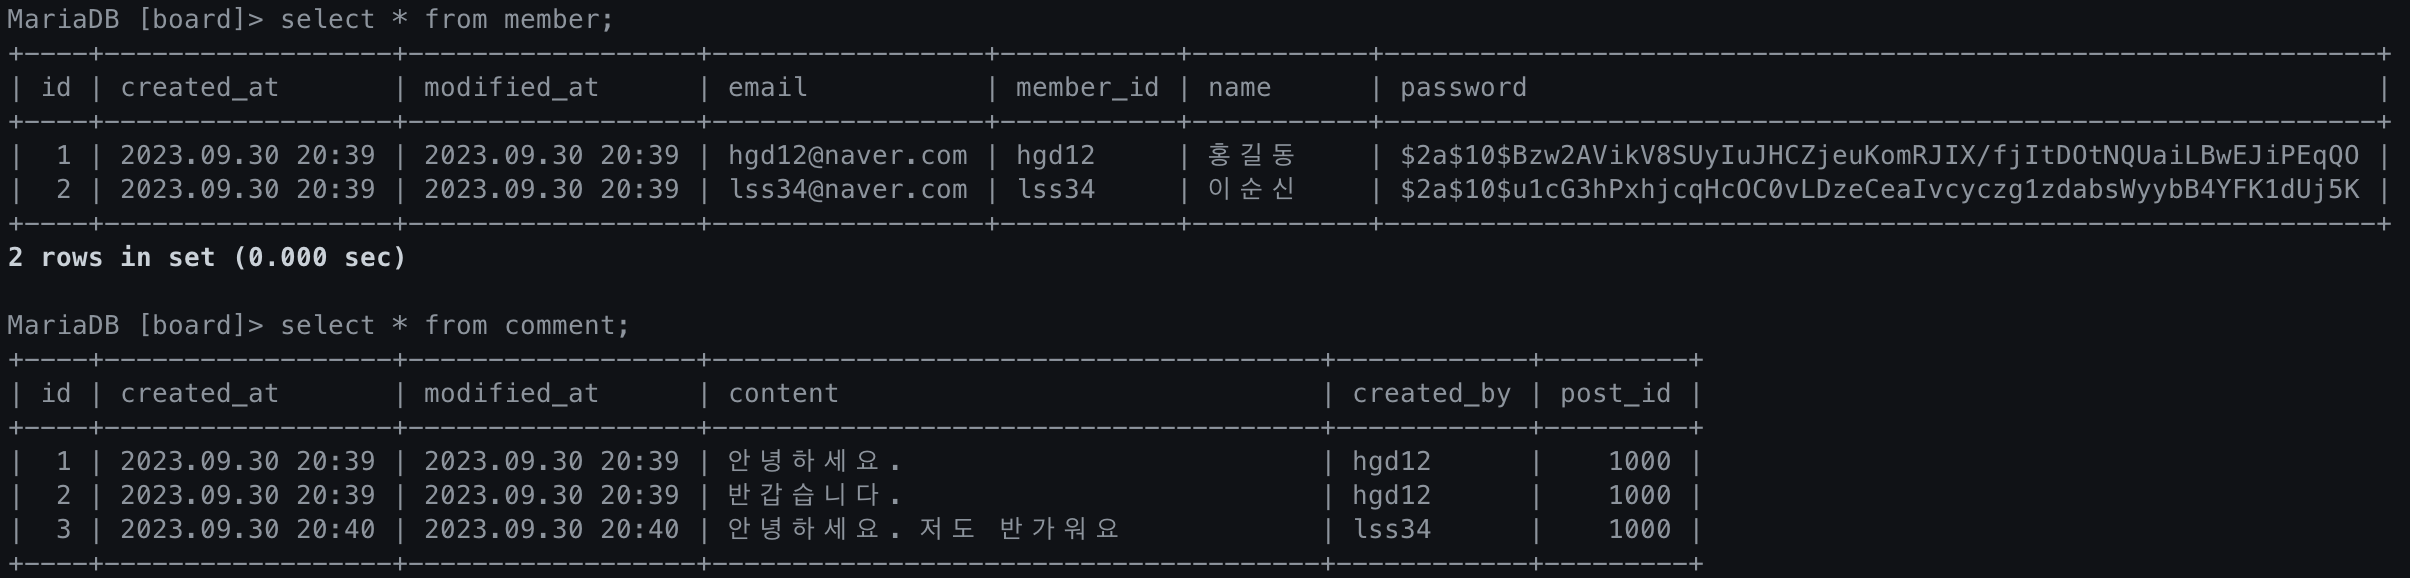 MariaDB [board]> select * from member;
+----+------------------+------------------+-----------------+-----------+-----------+--------------------------------------------------------------+
| id | created_at       | modified_at      | email           | member_id | name      | password                                                     |
+----+------------------+------------------+-----------------+-----------+-----------+--------------------------------------------------------------+
|  1 | 2023.09.30 20:39 | 2023.09.30 20:39 | hgd12@naver.com | hgd12     | 홍길동    | $2a$10$Bzw2AVikV8SUyIuJHCZjeuKomRJIX/fjItDOtNQUaiLBwEJiPEqQO |
|  2 | 2023.09.30 20:39 | 2023.09.30 20:39 | lss34@naver.com | lss34     | 이순신    | $2a$10$u1cG3hPxhjcqHcOC0vLDzeCeaIvcyczg1zdabsWyybB4YFK1dUj5K |
+----+------------------+------------------+-----------------+-----------+-----------+--------------------------------------------------------------+
2 rows in set (0.000 sec)
MariaDB [board]> select * from comment;
+----+------------------+------------------+--------------------------------------+------------+---------+
| id | created_at       | modified_at      | content                              | created_by | post_id |
+----+------------------+------------------+--------------------------------------+------------+---------+
|  1 | 2023.09.30 20:39 | 2023.09.30 20:39 | 안녕하세요.                          | hgd12      |    1000 |
|  2 | 2023.09.30 20:39 | 2023.09.30 20:39 | 반갑습니다.                          | hgd12      |    1000 |
|  3 | 2023.09.30 20:40 | 2023.09.30 20:40 | 안녕하세요. 저도 반가워요            | lss34      |    1000 |
+----+------------------+------------------+--------------------------------------+------------+---------+